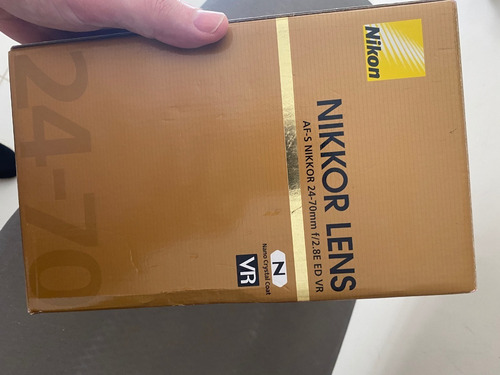 Nikon
NIKKOR LENS
AF-S NIKKOR 24-70mm f/2.8E ED VR
N
Nano Crystal Coat
VR
24-70